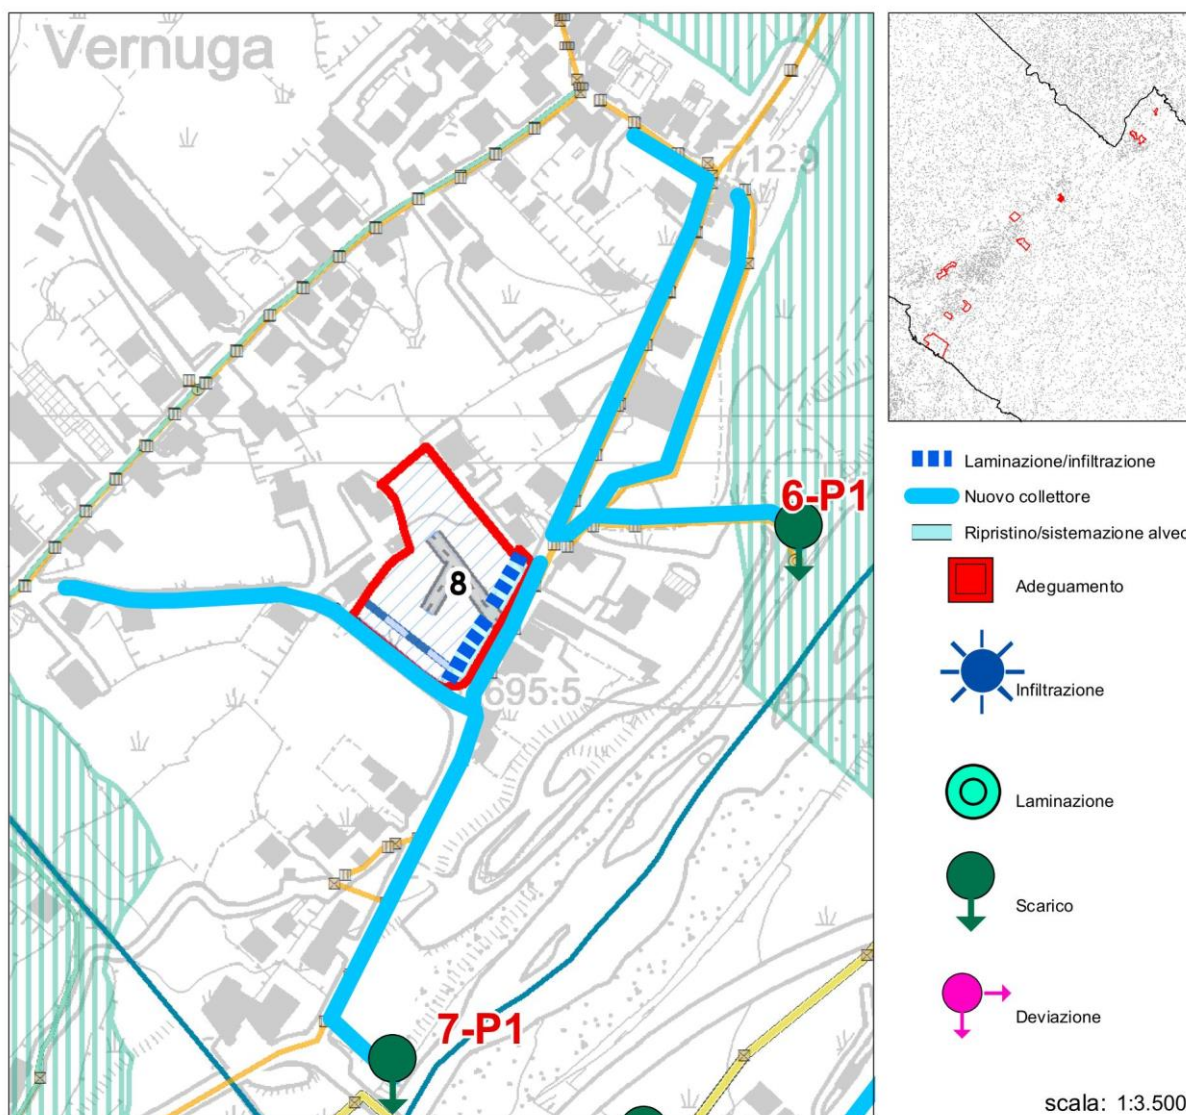 Vernuga
712:9
6-P1
8
695:5
7-P1
Laminazione/infiltrazione
Nuovo collettore
Ripristino/sistemazione alveo
Adeguamento
Infiltrazione
Laminazione
Scarico
Deviazione
scala: 1:3.500